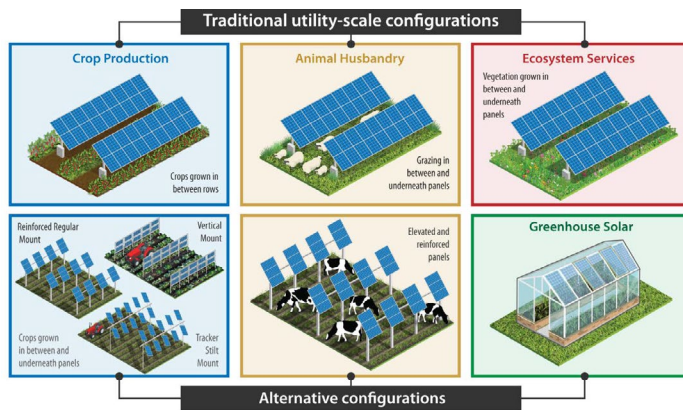 Traditional utility-scale configurations
Crop Production
Crops grown in
between rows
Animal Husbandry
Grazing in
between and
underneath panels
Ecosystem Services
Vegetation grown in
between and
underneath
panels
Reinforced Regular
Mount
Vertical
Mount
Crops grown
in between and
underneath panels
Tracker
Stilt
Mount
Elevated and
reinforced
panels
Greenhouse Solar
Alternative configurations